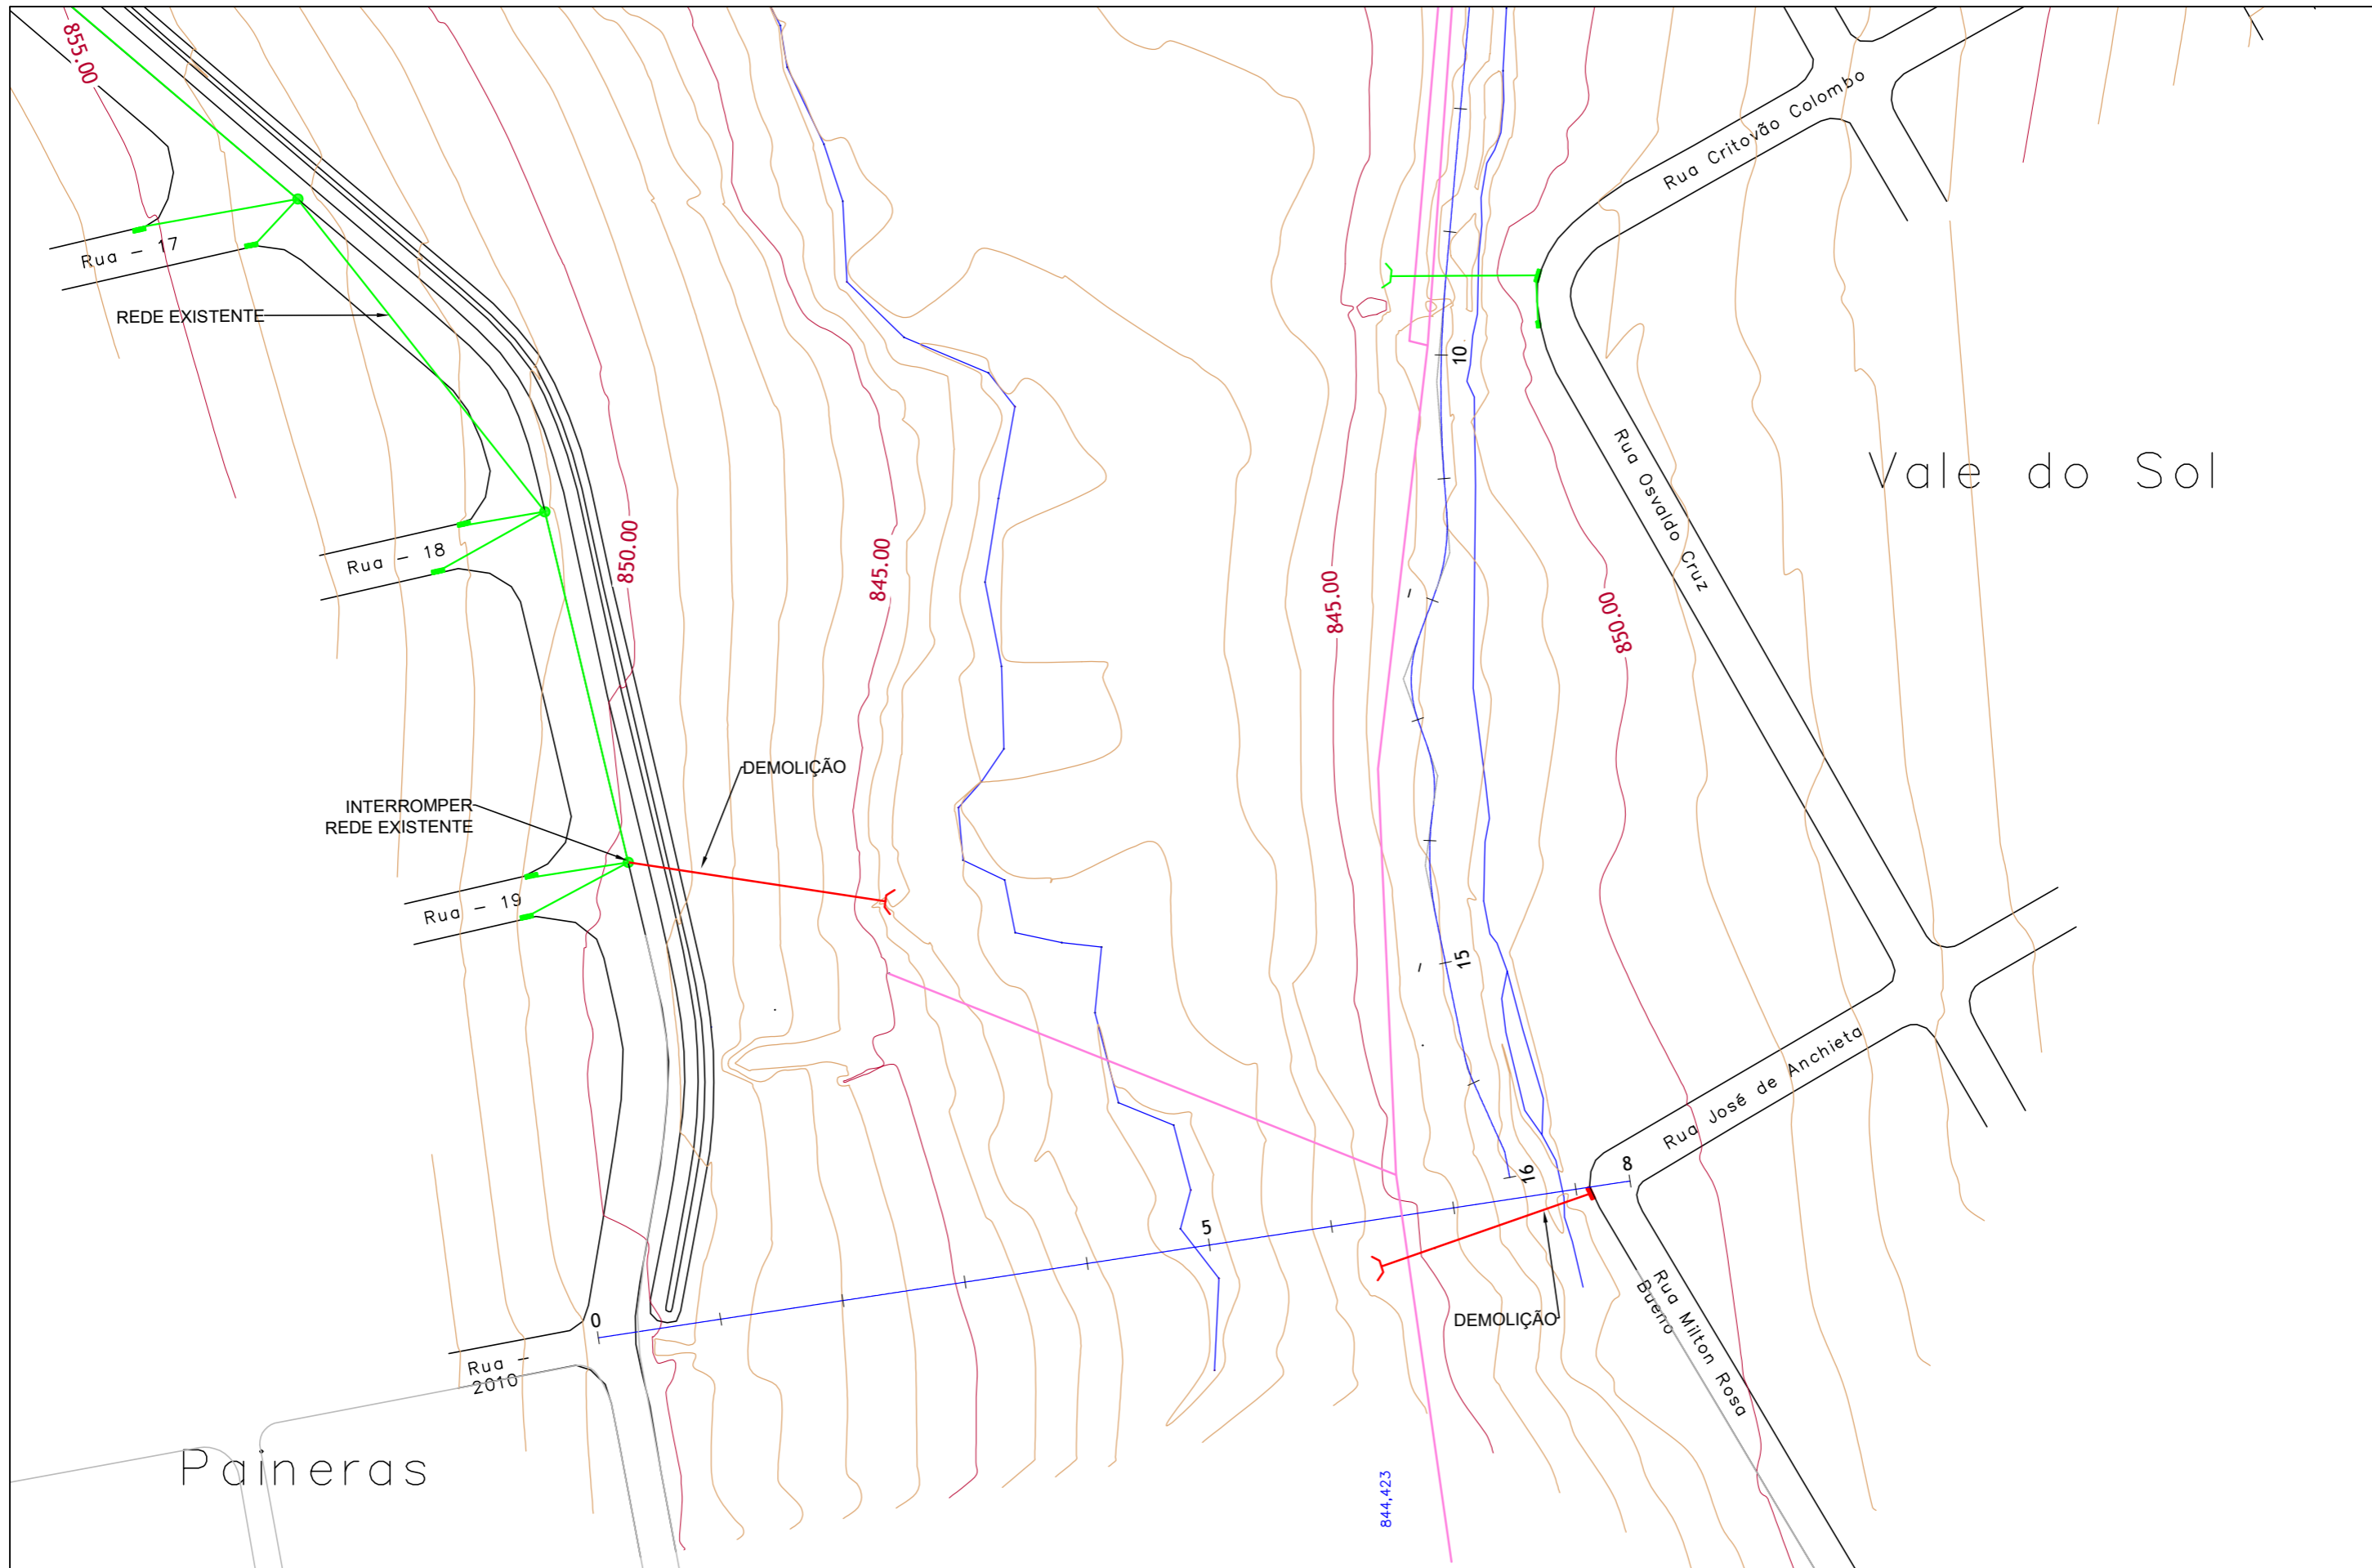 855.00
Rua Critovão Colombo
Rua - 17
REDE EXISTENTE
10
Vale do Sol
Rua Osvaldo Cruz
850.00
845.00
845.00
850.00
Rua - 18
DEMOLIÇÃO
INTERROMPER
REDE EXISTENTE
Rua - 19
15
Rua José de Anchieta
16
8
5
0
DEMOLIÇÃO
Rua Milton Rosa
Bueno
Rua -
2010
Paineras
844,423